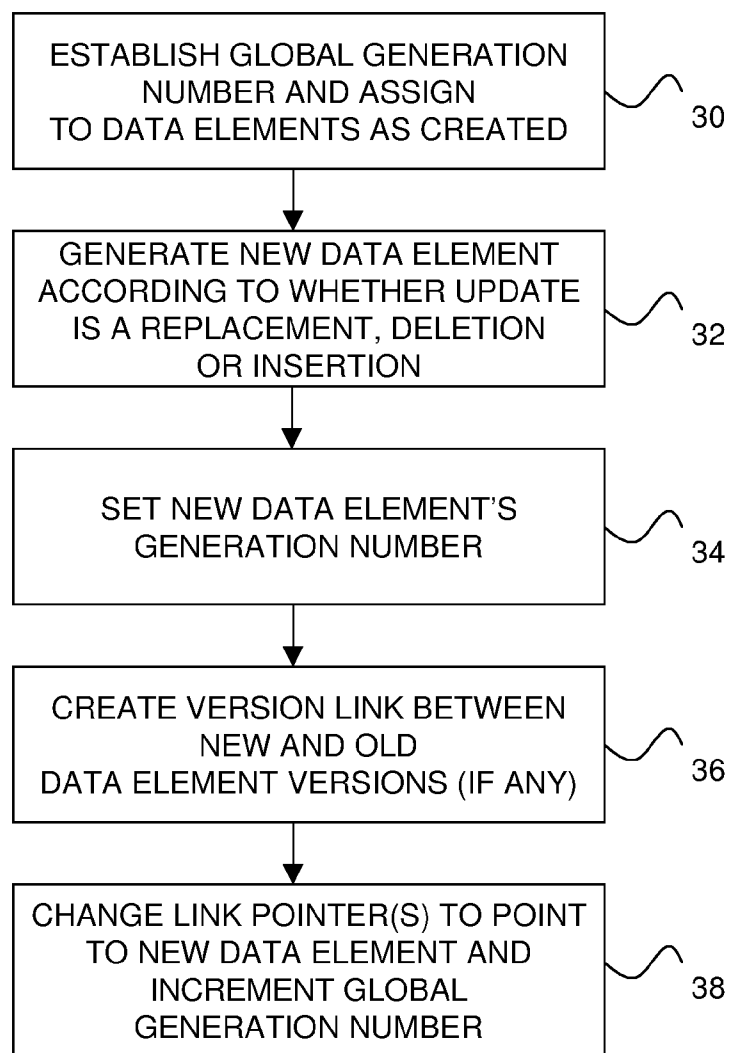 ESTABLISH GLOBAL GENERATION
NUMBER AND ASSIGN
TO DATA ELEMENTS AS CREATED
30
GENERATE NEW DATA ELEMENT
ACCORDING TO WHETHER UPDATE
IS A REPLACEMENT, DELETION
OR INSERTION
32
SET NEW DATA ELEMENT'S
GENERATION NUMBER
34
CREATE VERSION LINK BETWEEN
NEW AND OLD
DATA ELEMENT VERSIONS (IF ANY)
36
CHANGE LINK POINTER(S) TO POINT
TO NEW DATA ELEMENT AND
INCREMENT GLOBAL
GENERATION NUMBER
38